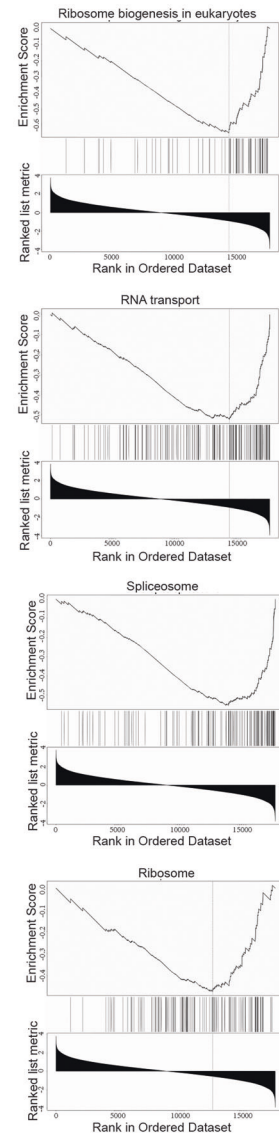 Ribosome biogenesis in eukaryotes
Enrichment Score
0.0
-0.1
-0.2
-0.3
-0.4
-0.5
-0.6
Ranked list metric
4
2
0
-2
-4
0 5000 10000 15000
Rank in Ordered Dataset
RNA transport
Enrichment Score
0.0
-0.1
-0.2
-0.3
-0.4
-0.5
Ranked list metric
4
2
0
-2
-4
0 5000 10000 15000
Rank in Ordered Dataset
Spliceosome
Enrichment Score
0.0
-0.1
-0.2
-0.3
-0.4
-0.5
Ranked list metric
4
2
0
-2
-4
0 5000 10000 15000
Rank in Ordered Dataset
Ribosome
Enrichment Score
0.0
-0.1
-0.2
-0.3
-0.4
Ranked list metric
4
2
0
-2
-4
0 5000 10000 15000
Rank in Ordered Dataset